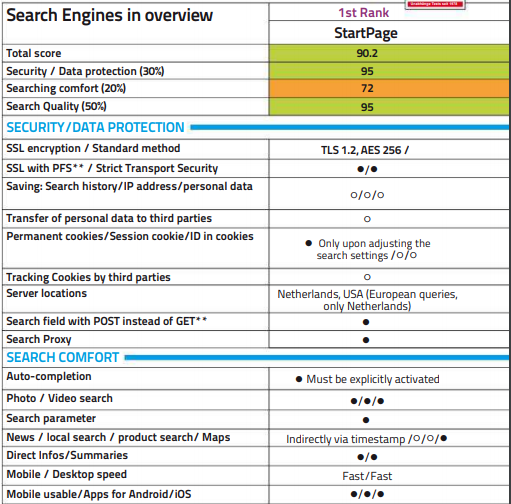 Search Engines in overview
1st Rank
StartPage
Total score 90.2
Security / Data protection (30%) 95
Searching comfort (20%) 72
Search Quality (50%) 95
SECURITY/DATA PROTECTION
SSL encryption / Standard method TLS 1.2, AES 256 /
SSL with PFS** / Strict Transport Security ●/●
Saving: Search history/IP address/personal data
○/○/○
Transfer of personal data to third parties ○
Permanent cookies/Session cookie/ID in cookies
● Only upon adjusting the
search settings /○/○
Tracking Cookies by third parties ○
Server locations Netherlands, USA (European queries,
only Netherlands)
Search field with POST instead of GET** ●
Search Proxy ●
SEARCH COMFORT
Auto-completion ● Must be explicitly activated
Photo / Video search ●/●/●
Search parameter ●
News / local search / product search/ Maps Indirectly via timestamp /○/○/●
Direct Infos/Summaries ●/●
Mobile / Desktop speed Fast/Fast
Mobile usable/Apps for Android/iOS ●/●/●